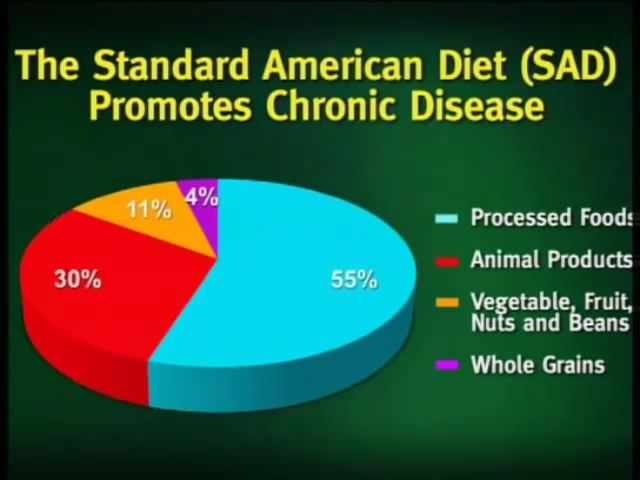 The Standard American Diet (SAD)
Promotes Chronic Disease
4%
11%
30%
55%
Processed Foods
Animal Products
Vegetable, Fruit,
Nuts and Beans
Whole Grains